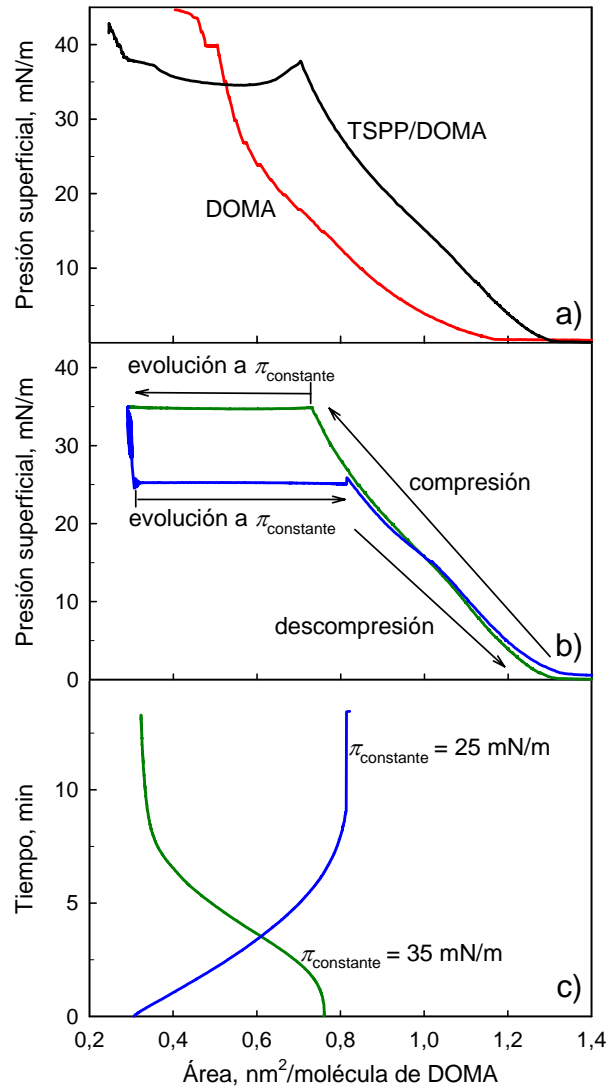 40
30
20
10
Presión superficial, mN/m
TSPP/DOMA
DOMA
a)
40
30
20
10
0
Presión superficial, mN/m
evolución a πconstante
evolución a πconstante
compresión
descompresión
b)
10
5
0
Tiempo, min
πconstante = 25 mN/m
πconstante = 35 mN/m
c)
0,2 0,4 0,6 0,8 1,0 1,2 1,4
Área, nm²/molécula de DOMA